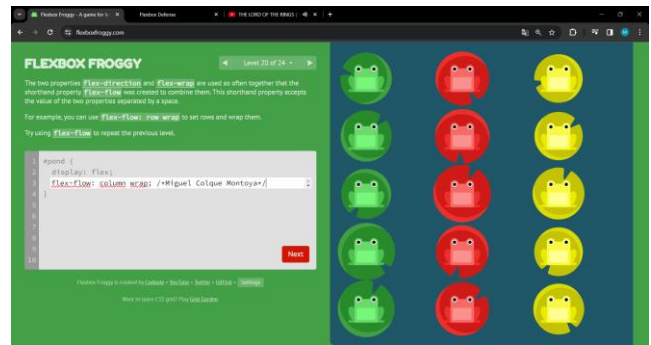 Flexbox Froggy - A game for le
Flexbox Defense
THE LORD OF THE RINGS |
flexboxfroggy.com
FLEXBOX FROGGY
Level 20 of 24
The two properties flex-direction and flex-wrap are used so often together that the
shorthand property flex-flow was created to combine them. This shorthand property accepts
the value of the two properties separated by a space.
For example, you can use flex-flow: row wrap to set rows and wrap them.
Try using flex-flow to repeat the previous level.
1 #pond {
2 display: flex;
3 flex-flow: column wrap; /*Miguel Colque Montoya*/
4 }
5
6
7
8
9
10
Next
Flexbox Froggy is created by Codepip • YouTube • Twitter • GitHub • Settings
Want to learn CSS grid? Play Grid Garden.